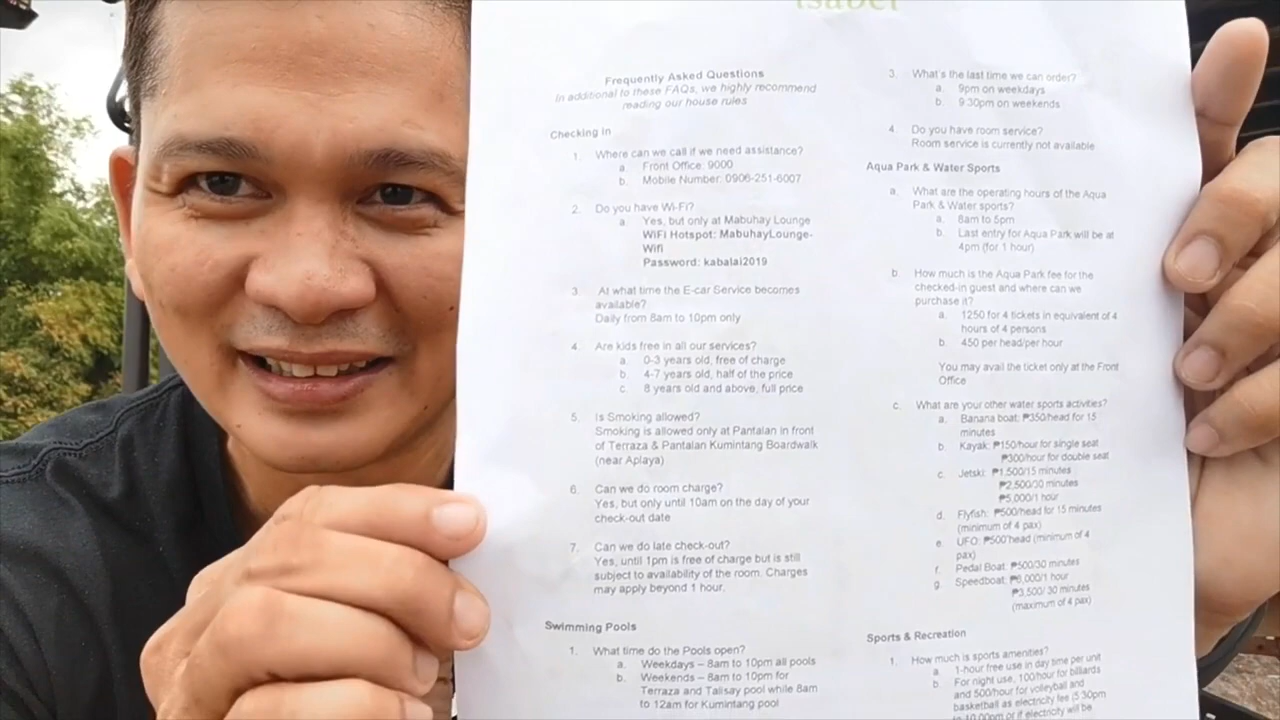 isabel
Frequently Asked Questions
In additional to these FAQs, we highly recommend
reading our house rules
Checking in
1. Where can we call if we need assistance?
a. Front Office: 9000
b. Mobile Number: 0906-251-6007
2. Do you have Wi-Fi?
a. Yes, but only at Mabuhay Lounge
WiFi Hotspot: MabuhayLounge-
Wifi
Password: kabalai2019
3. At what time the E-car Service becomes
available?
Daily from 8am to 10pm only
4. Are kids free in all our services?
a. 0-3 years old, free of charge
b. 4-7 years old, half of the price
c. 8 years old and above, full price
5. Is Smoking allowed?
Smoking is allowed only at Pantalan in front
of Terraza & Pantalan Kumintang Boardwalk
(near Aplaya)
6. Can we do room charge?
Yes, but only until 10am on the day of your
check-out date
7. Can we do late check-out?
Yes, until 1pm is free of charge but is still
subject to availability of the room. Charges
may apply beyond 1 hour.
Swimming Pools
1. What time do the Pools open?
a. Weekdays – 8am to 10pm all pools
b. Weekends – 8am to 10pm for
Terraza and Talisay pool while 8am
to 12am for Kumintang pool
3. What's the last time we can order?
a. 9pm on weekdays
b. 9:30pm on weekends
4. Do you have room service?
Room service is currently not available
Aqua Park & Water Sports
a. What are the operating hours of the Aqua
Park & Water sports?
a. 8am to 5pm
b. Last entry for Aqua Park will be at
4pm (for 1 hour)
b. How much is the Aqua Park fee for the
checked-in guest and where can we
purchase it?
a. 1250 for 4 tickets in equivalent of 4
hours of 4 persons
b. 450 per head/per hour
You may avail the ticket only at the Front
Office
c. What are your other water sports activities?
a. Banana boat: ₱350/head for 15
minutes
b. Kayak: ₱150/hour for single seat
₱300/hour for double seat
c. Jetski: ₱1,500/15 minutes
₱2,500/30 minutes
₱5,000/1 hour
d. Flyfish: ₱500/head for 15 minutes
(minimum of 4 pax)
e. UFO: ₱500/head (minimum of 4
pax)
f. Pedal Boat: ₱500/30 minutes
g. Speedboat: ₱6,000/1 hour
₱3,500/ 30 minutes
(maximum of 4 pax)
Sports & Recreation
1. How much is sports amenities?
a. 1-hour free use in day time per unit
b. For night use, 100/hour for billiards
and 500/hour for volleyball and
basketball as electricity fee (5:30pm
to 10:00pm or if electricity will be